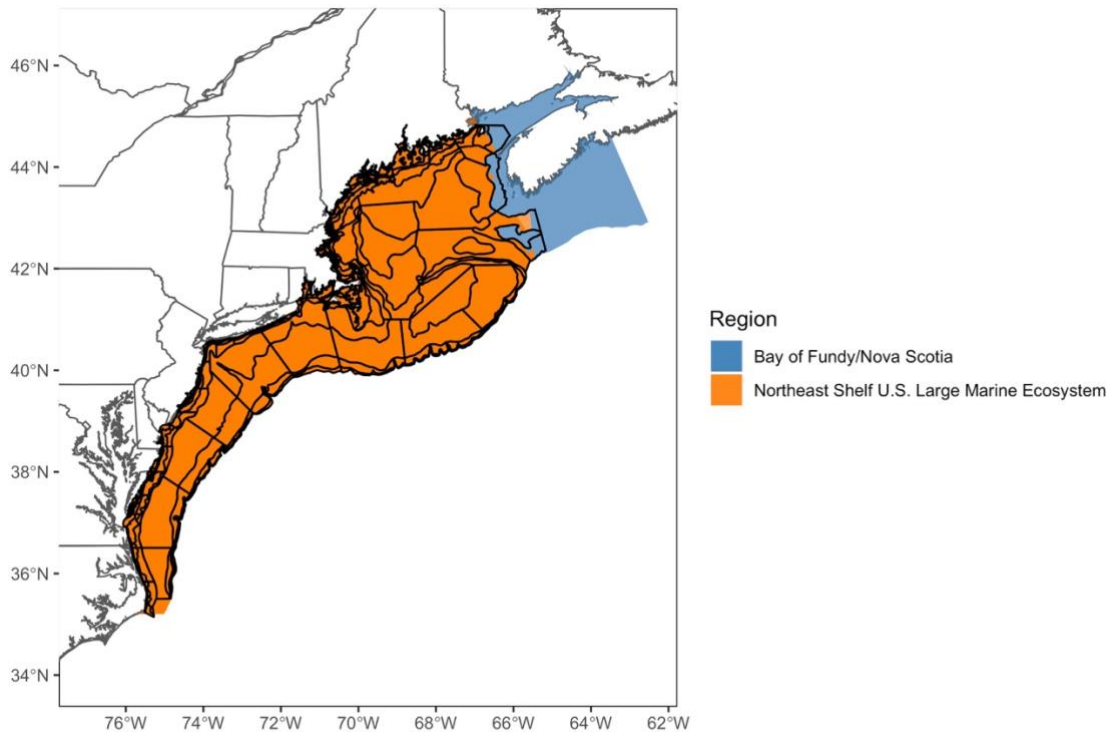 46°N
44°N
42°N
40°N
38°N
36°N
34°N
76°W 74°W 72°W 70°W 68°W 66°W 64°W 62°W
Region
Bay of Fundy/Nova Scotia
Northeast Shelf U.S. Large Marine Ecosystem